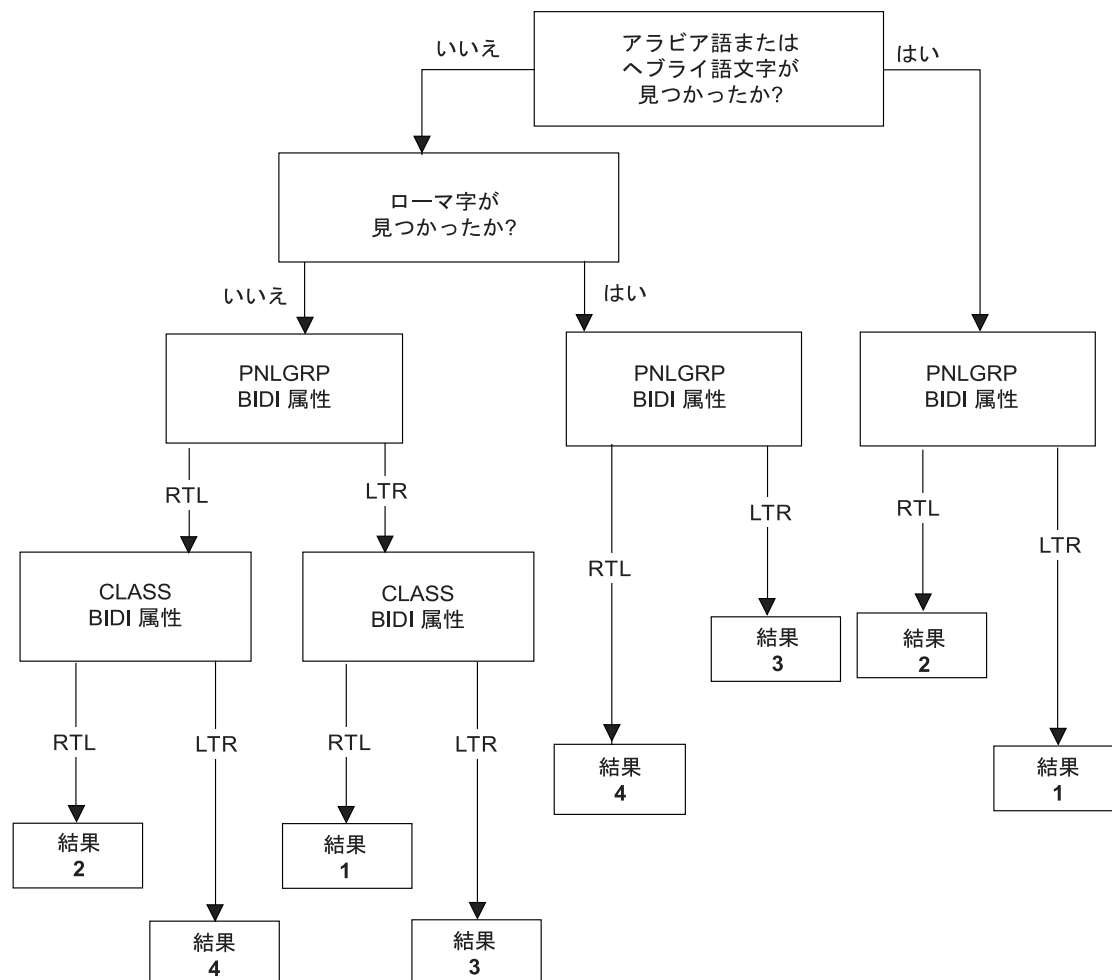 いいえ
アラビア語または
ヘブライ語文字が
見つかったか?
はい
ローマ字が
見つかったか?
いいえ
はい
PNLGRP
BIDI 属性
PNLGRP
BIDI 属性
PNLGRP
BIDI 属性
RTL
LTR
RTL
LTR
RTL
LTR
CLASS
BIDI 属性
CLASS
BIDI 属性
結果
3
結果
2
RTL
LTR
RTL
LTR
結果
4
結果
1
結果
2
結果
1
結果
4
結果
3